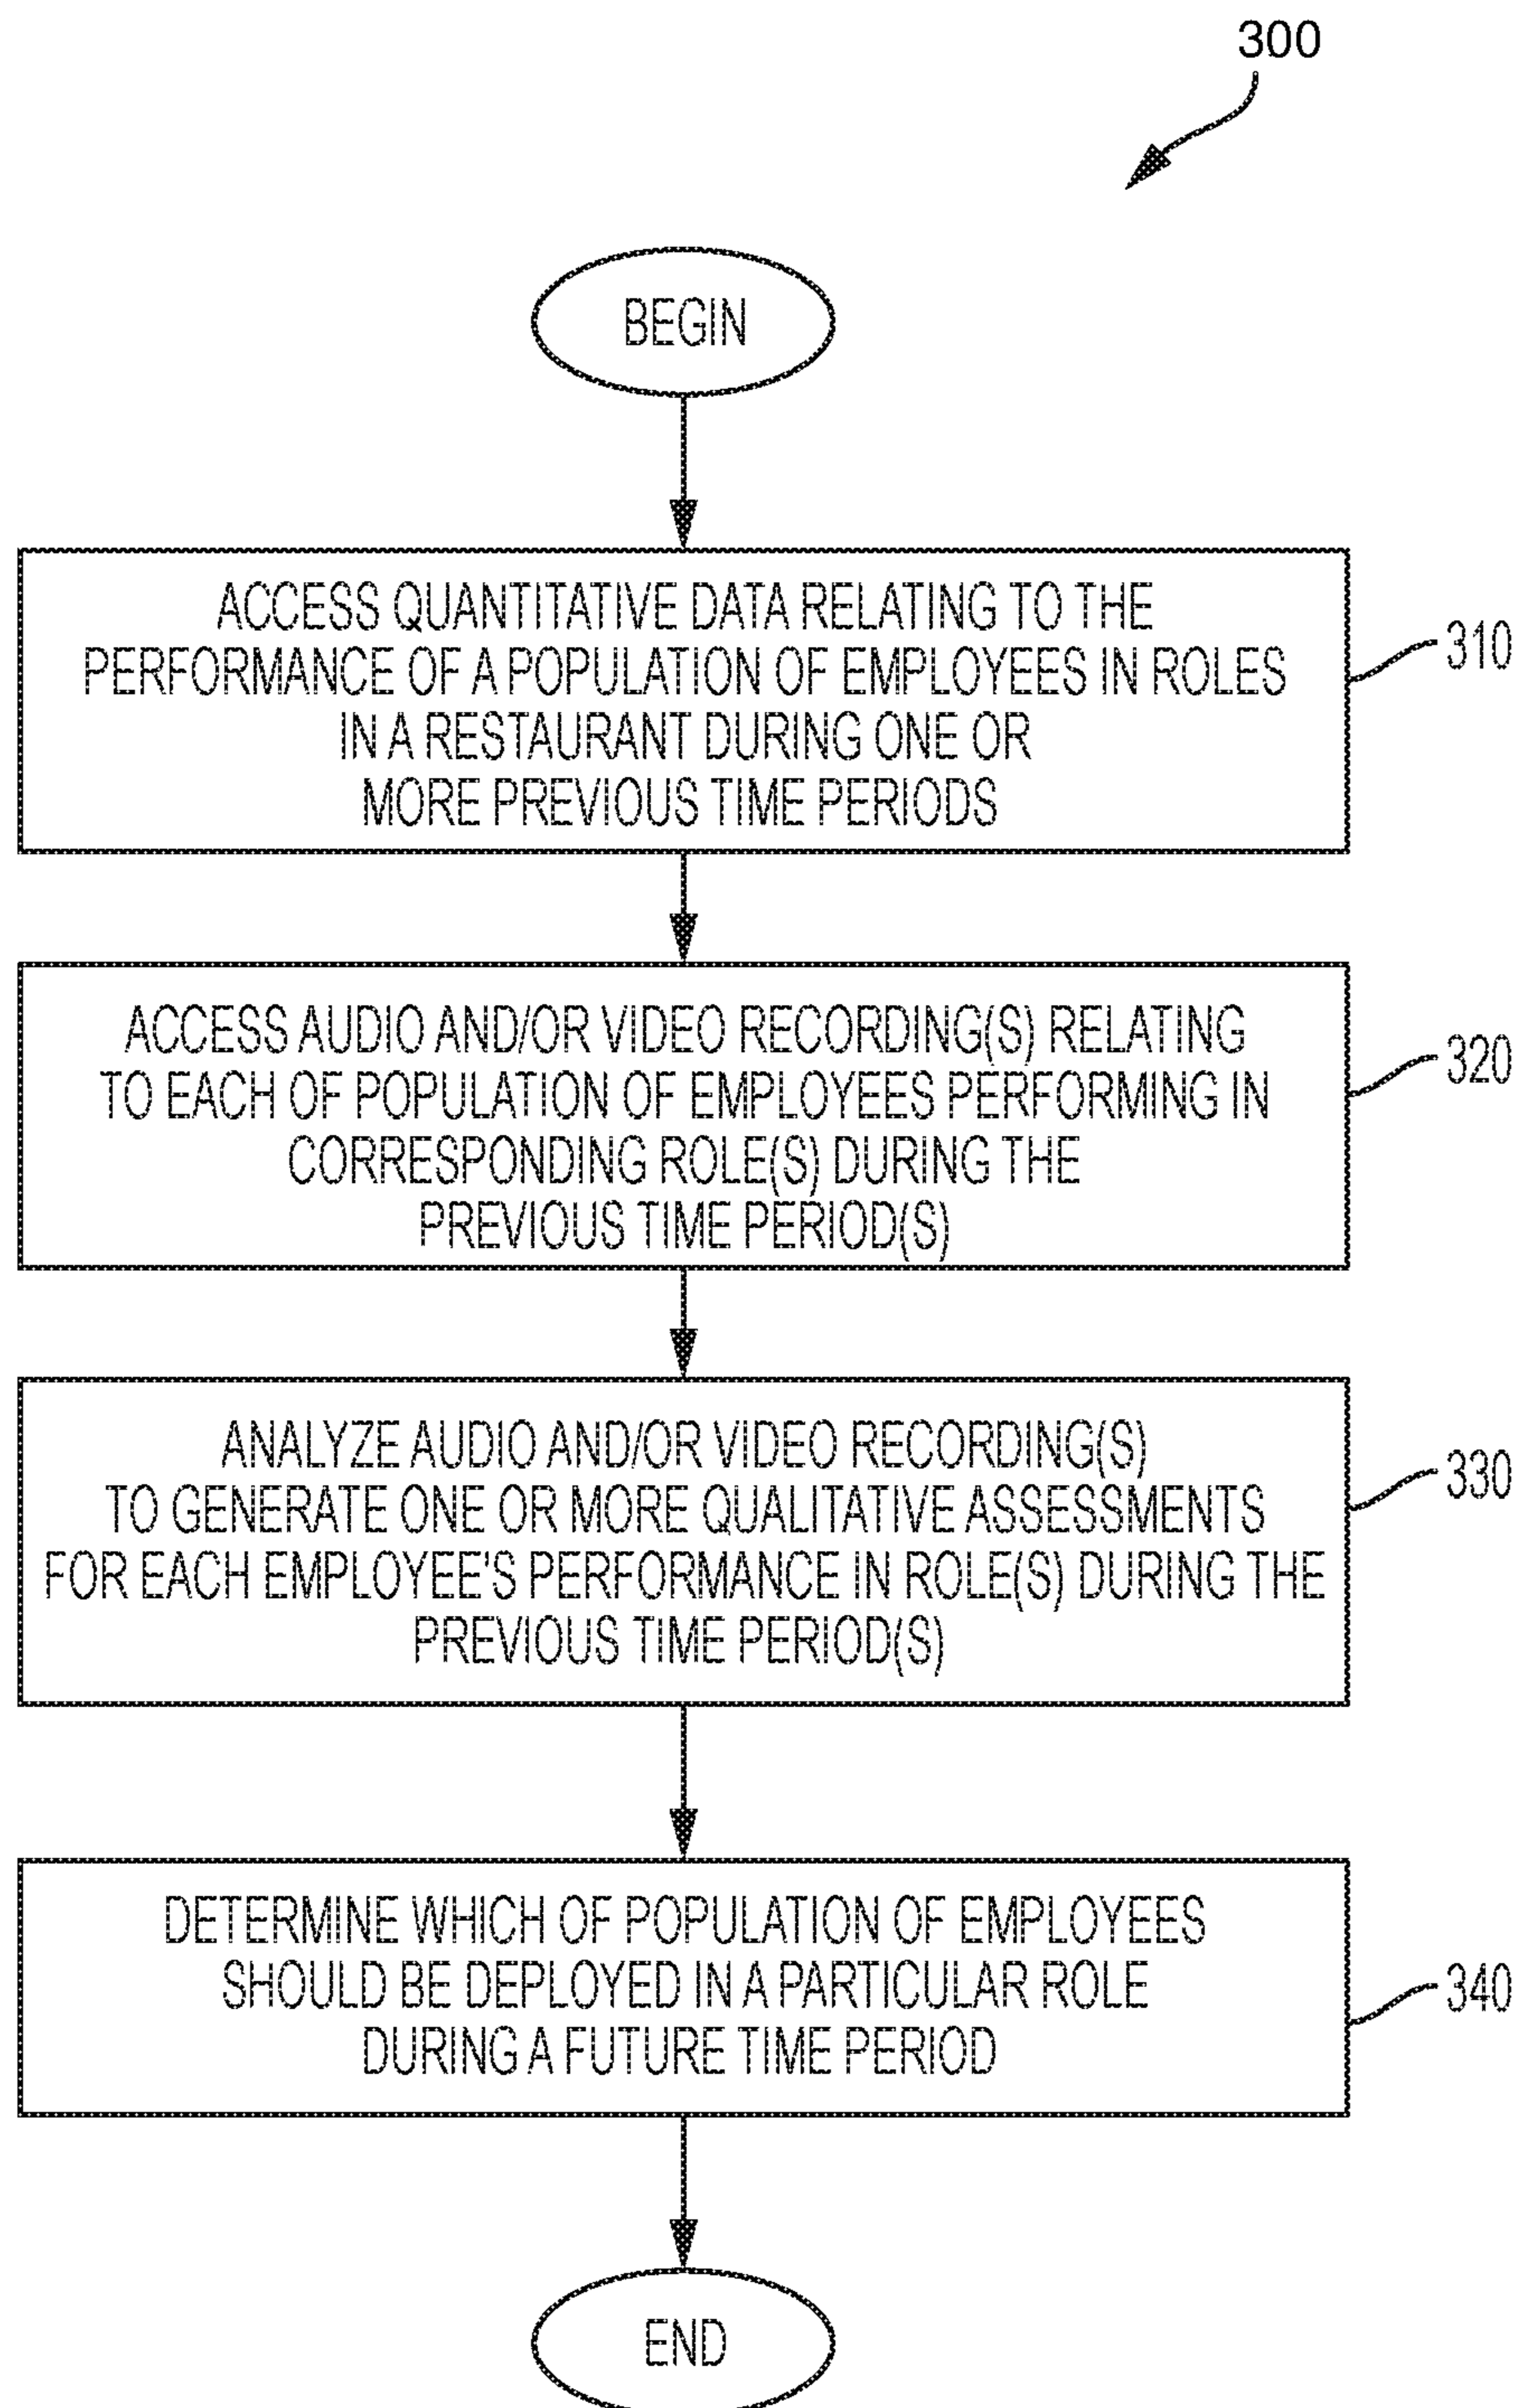 300
BEGIN
ACCESS QUANTITATIVE DATA RELATING TO THE
PERFORMANCE OF A POPULATION OF EMPLOYEES IN ROLES
IN A RESTAURANT DURING ONE OR
MORE PREVIOUS TIME PERIODS
310
ACCESS AUDIO AND/OR VIDEO RECORDING(S) RELATING
TO EACH OF POPULATION OF EMPLOYEES PERFORMING IN
CORRESPONDING ROLE(S) DURING THE
PREVIOUS TIME PERIOD(S)
320
ANALYZE AUDIO AND/OR VIDEO RECORDING(S)
TO GENERATE ONE OR MORE QUALITATIVE ASSESSMENTS
FOR EACH EMPLOYEE'S PERFORMANCE IN ROLE(S) DURING THE
PREVIOUS TIME PERIOD(S)
330
DETERMINE WHICH OF POPULATION OF EMPLOYEES
SHOULD BE DEPLOYED IN A PARTICULAR ROLE
DURING A FUTURE TIME PERIOD
340
END